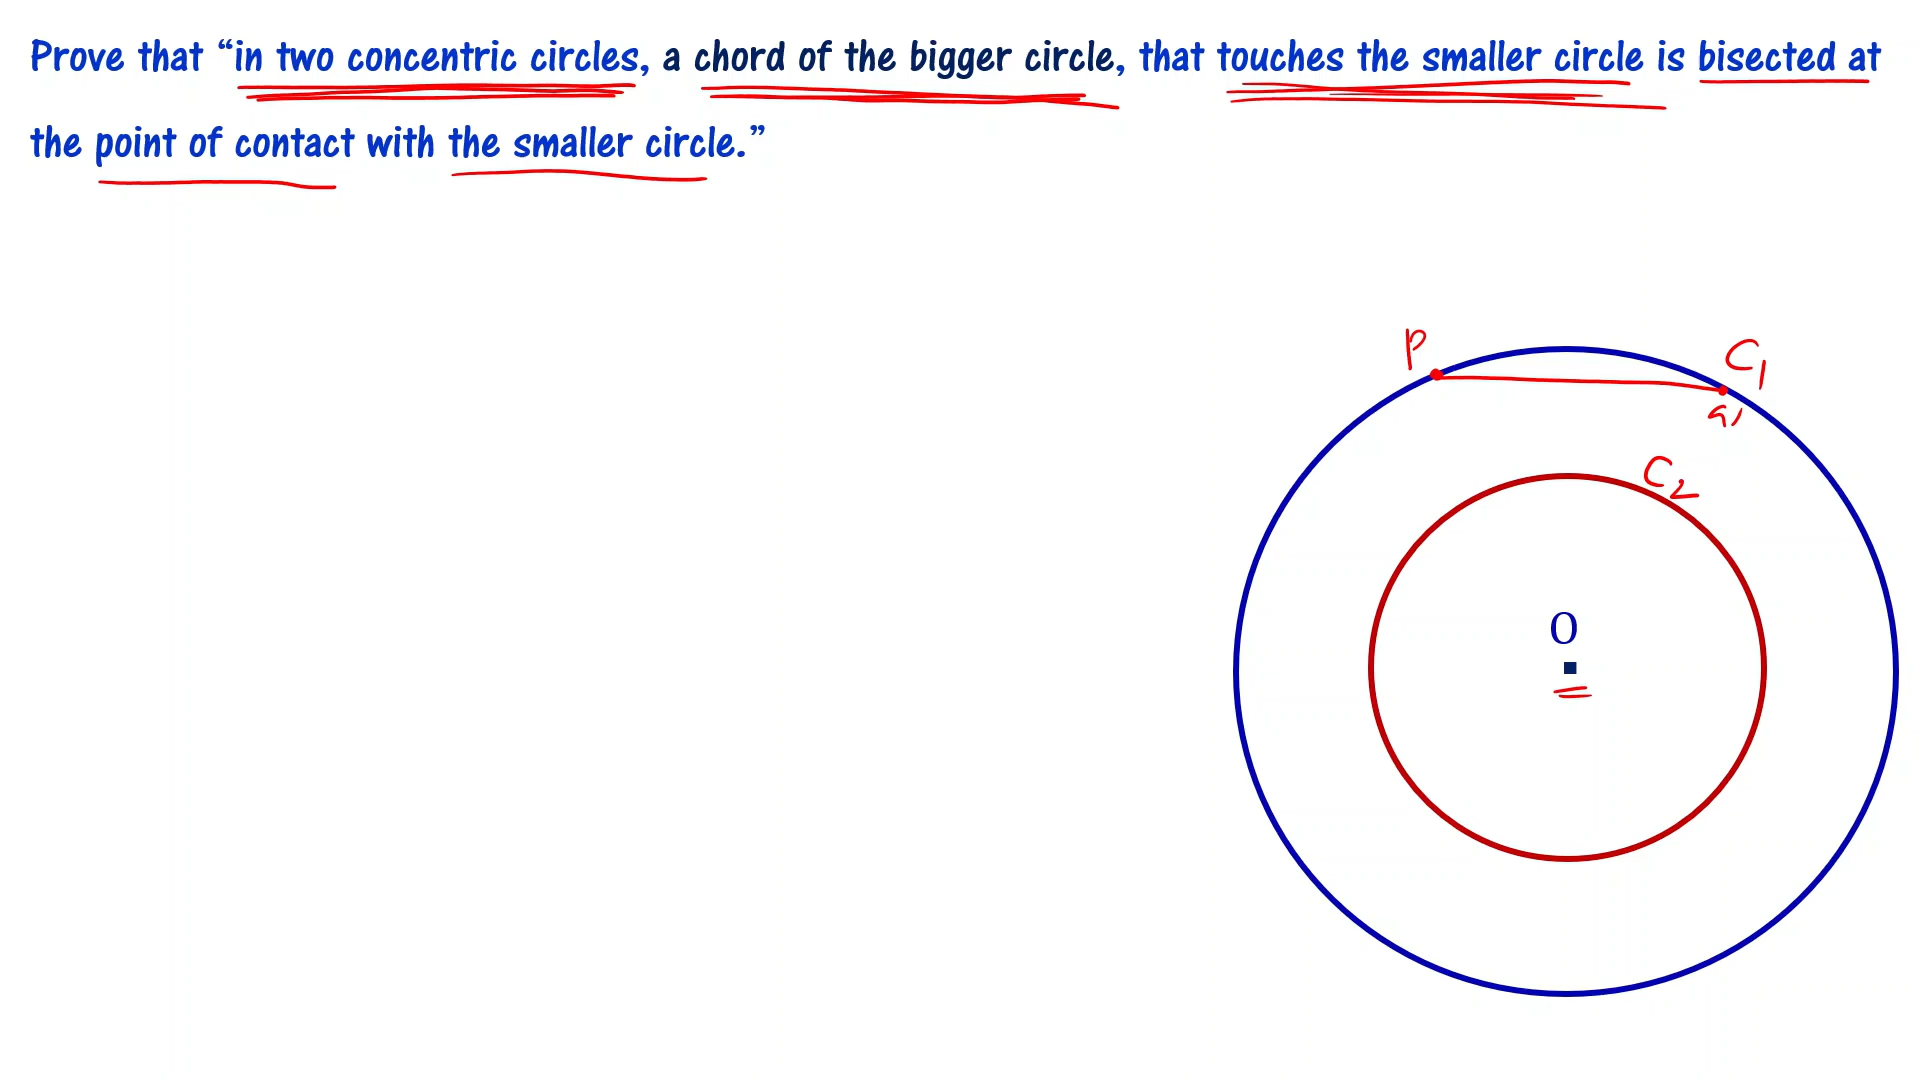 Prove that “in two concentric circles, a chord of the bigger circle, that touches the smaller circle is bisected at
the point of contact with the smaller circle.”
P
C1
C2
O